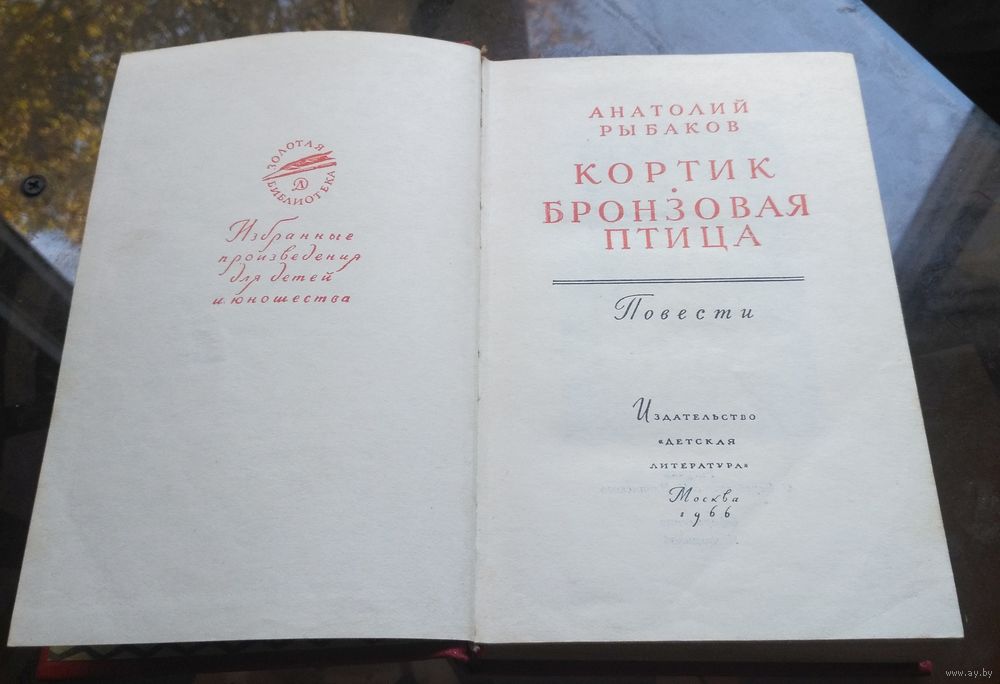 ЗОЛОТАЯ
БИБЛИОТЕКА
Избранные
произведения
для детей
и юношества
АНАТОЛИЙ
РЫБАКОВ
КОРТИК
·
БРОНЗОВАЯ
ПТИЦА
Повести
Издательство
«ДЕТСКАЯ
ЛИТЕРАТУРА»
Москва
1966
www.ay.by